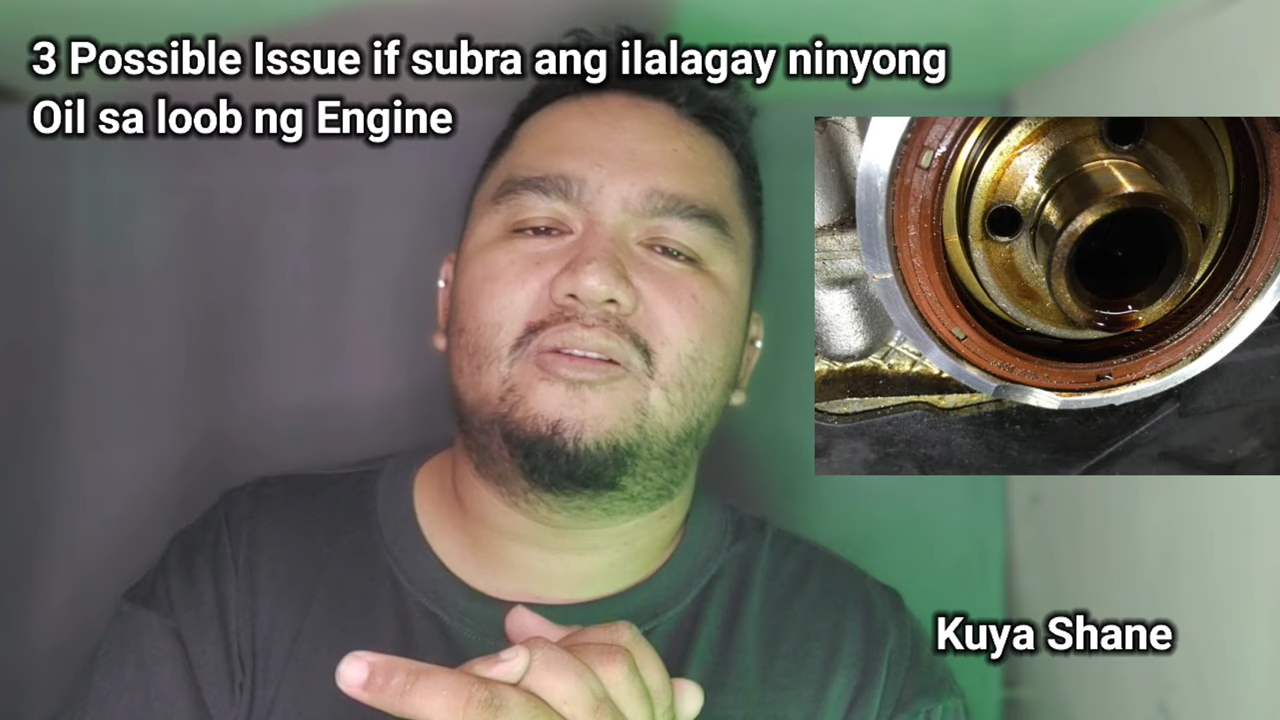 3 Possible Issue if subra ang ilalagay ninyong
Oil sa loob ng Engine
Kuya Shane